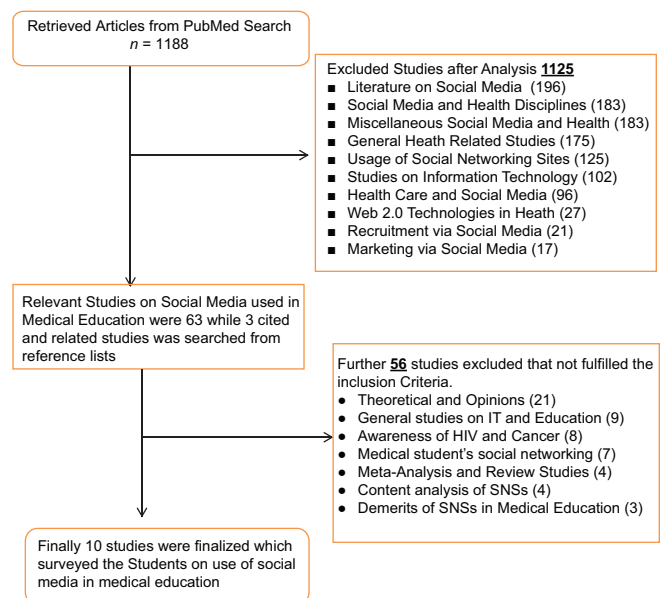 Retrieved Articles from PubMed Search
n = 1188
Excluded Studies after Analysis 1125
■ Literature on Social Media (196)
■ Social Media and Health Disciplines (183)
■ Miscellaneous Social Media and Health (183)
■ General Heath Related Studies (175)
■ Usage of Social Networking Sites (125)
■ Studies on Information Technology (102)
■ Health Care and Social Media (96)
■ Web 2.0 Technologies in Heath (27)
■ Recruitment via Social Media (21)
■ Marketing via Social Media (17)
Relevant Studies on Social Media used in
Medical Education were 63 while 3 cited
and related studies was searched from
reference lists
Further 56 studies excluded that not fulfilled the
inclusion Criteria.
● Theoretical and Opinions (21)
● General studies on IT and Education (9)
● Awareness of HIV and Cancer (8)
● Medical student's social networking (7)
● Meta-Analysis and Review Studies (4)
● Content analysis of SNSs (4)
● Demerits of SNSs in Medical Education (3)
Finally 10 studies were finalized which
surveyed the Students on use of social
media in medical education